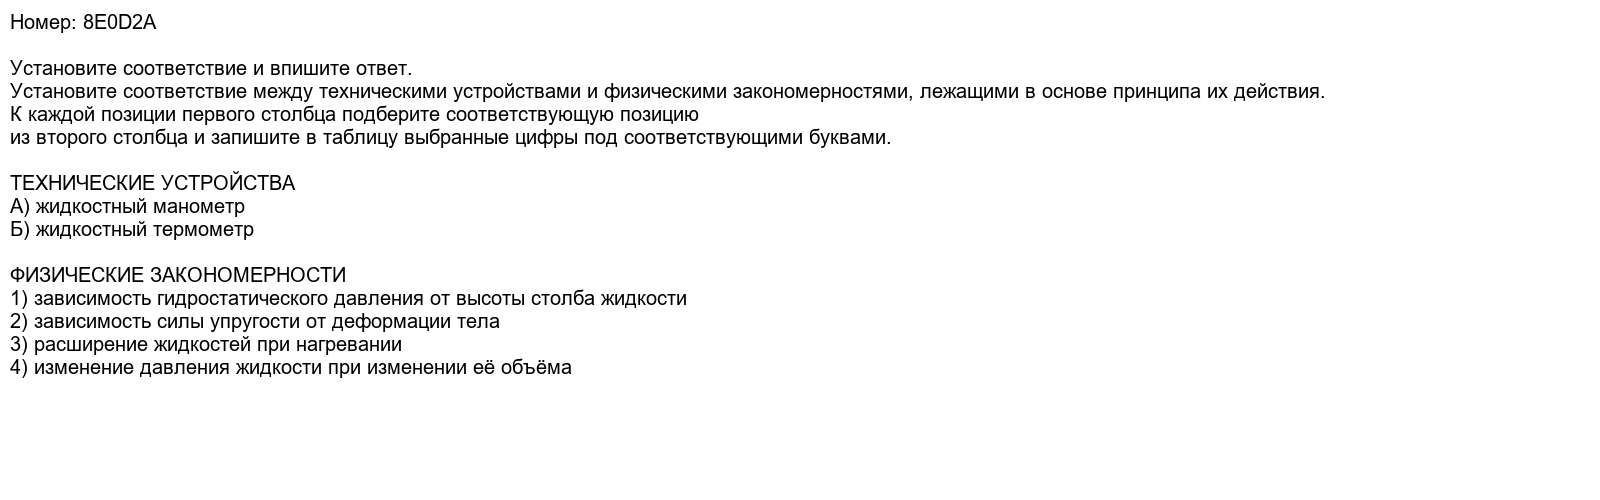 Номер: 8E0D2A
Установите соответствие и впишите ответ.
Установите соответствие между техническими устройствами и физическими закономерностями, лежащими в основе принципа их действия.
К каждой позиции первого столбца подберите соответствующую позицию
из второго столбца и запишите в таблицу выбранные цифры под соответствующими буквами.
ТЕХНИЧЕСКИЕ УСТРОЙСТВА
А) жидкостный манометр
Б) жидкостный термометр
ФИЗИЧЕСКИЕ ЗАКОНОМЕРНОСТИ
1) зависимость гидростатического давления от высоты столба жидкости
2) зависимость силы упругости от деформации тела
3) расширение жидкостей при нагревании
4) изменение давления жидкости при изменении её объёма